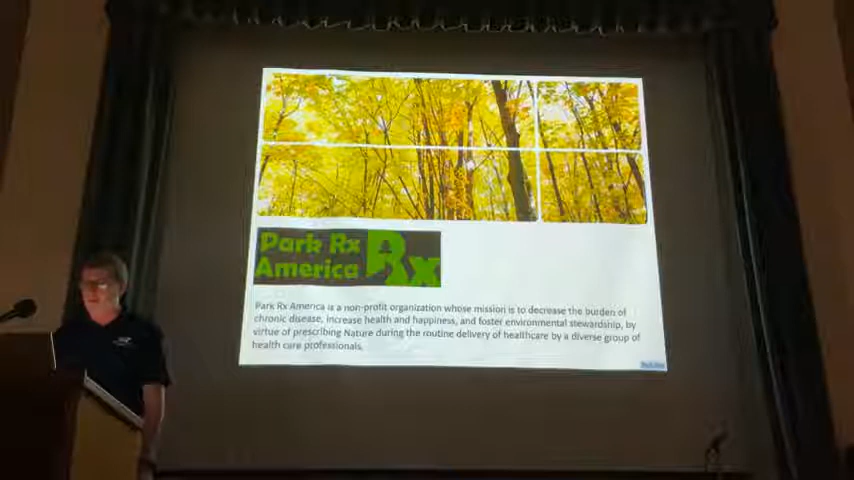 Park Rx
America
Rx
Park Rx America is a non-profit organization whose mission is to decrease the burden of
chronic disease, increase health and happiness, and foster environmental stewardship, by
virtue of prescribing Nature during the routine delivery of healthcare by a diverse group of
health care professionals.